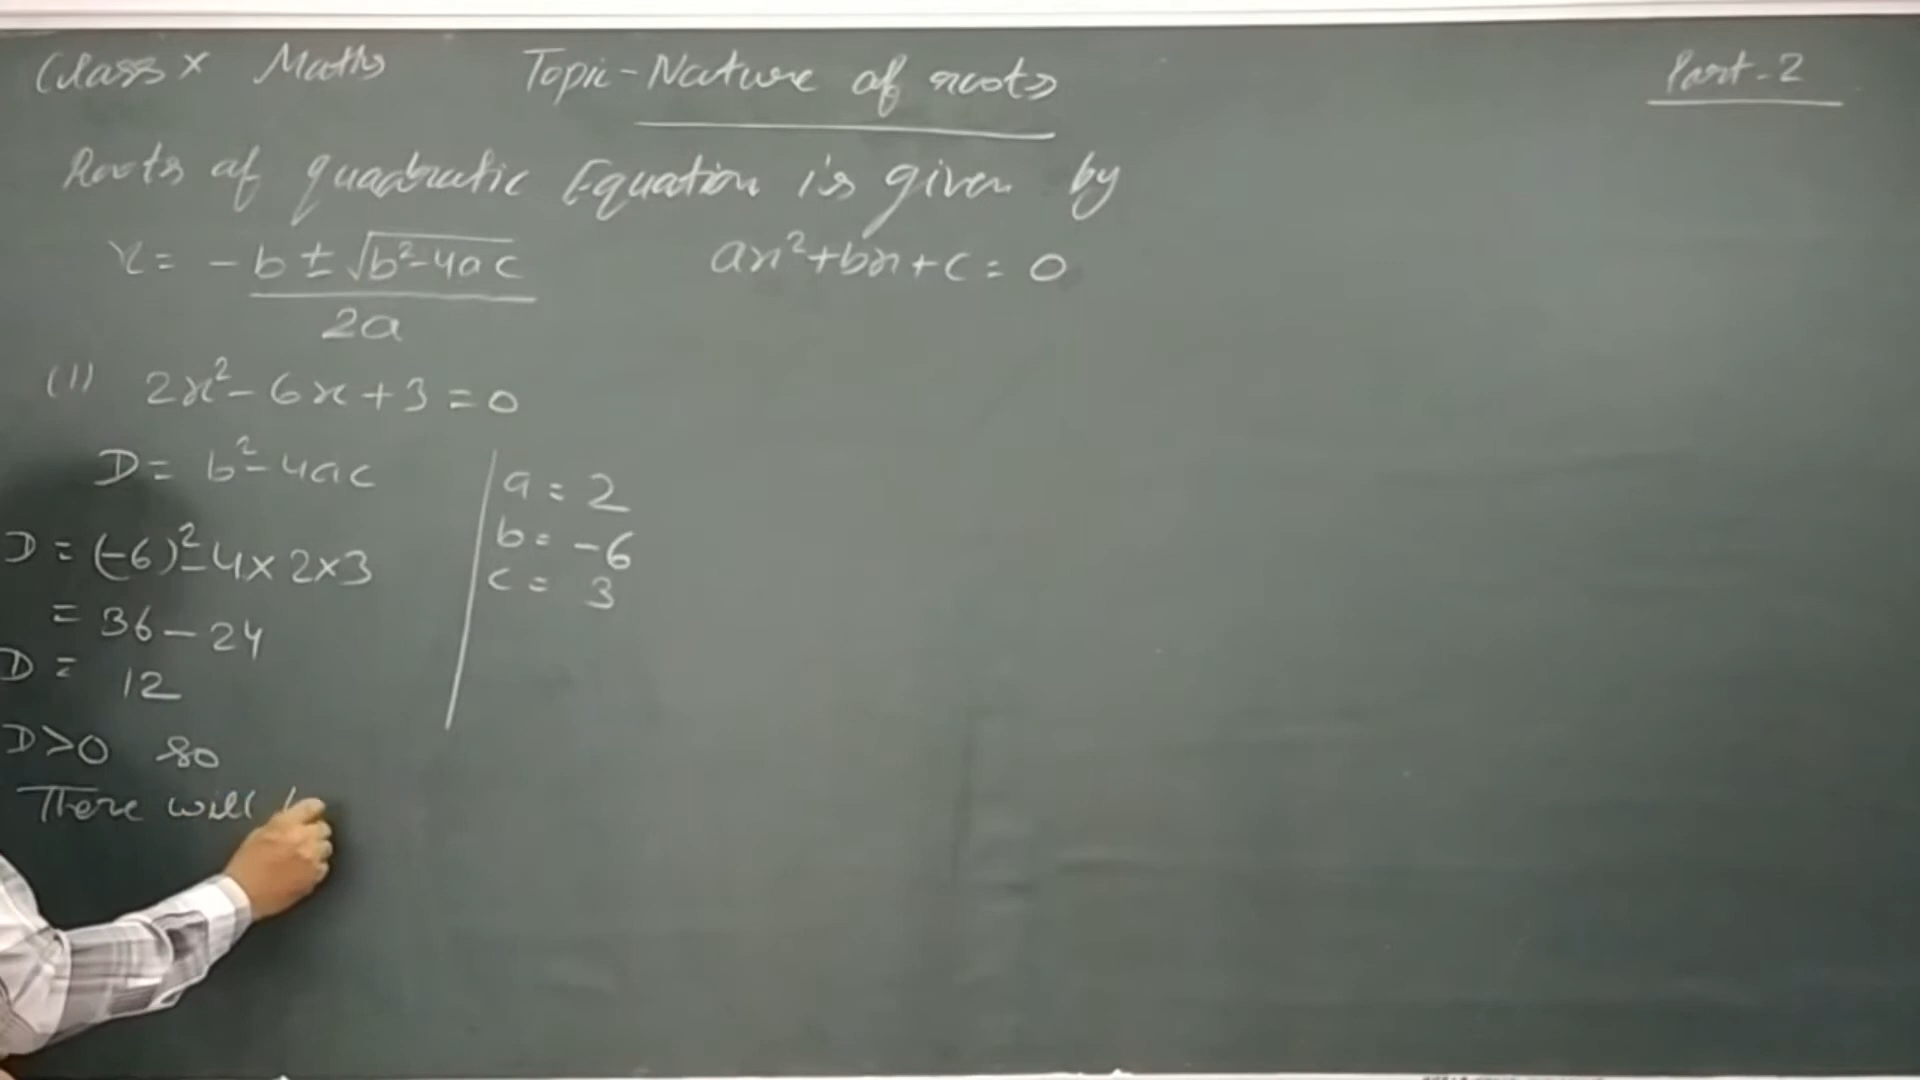 Class X Maths Topic-Nature of roots Part-2
Roots of quadratic Equation is given by
x = -b ± √b²-4ac / 2a ax²+bx+c = 0
(1) 2x²-6x+3=0
D= b²-4ac
a = 2
b = -6
c = 3
D = (-6)²-4×2×3
= 36-24
D = 12
D>0 so
There will